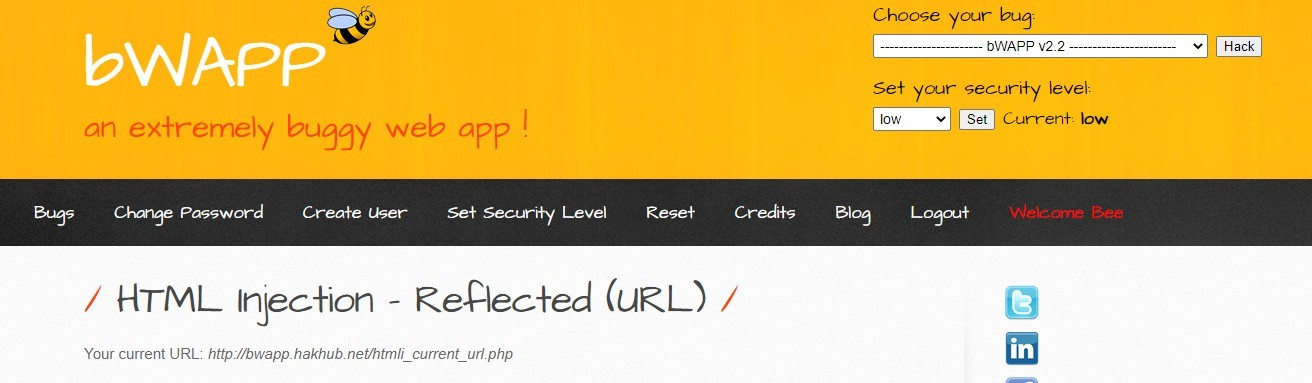 bWAPP
an extremely buggy web app !
Choose your bug:
---------------------- bWAPP v2.2 ----------------------- Hack
Set your security level:
low Set Current: low
Bugs Change Password Create User Set Security Level Reset Credits Blog Logout Welcome Bee
/ HTML Injection - Reflected (URL) /
Your current URL: http://bwapp.hakhub.net/htmli_current_url.php